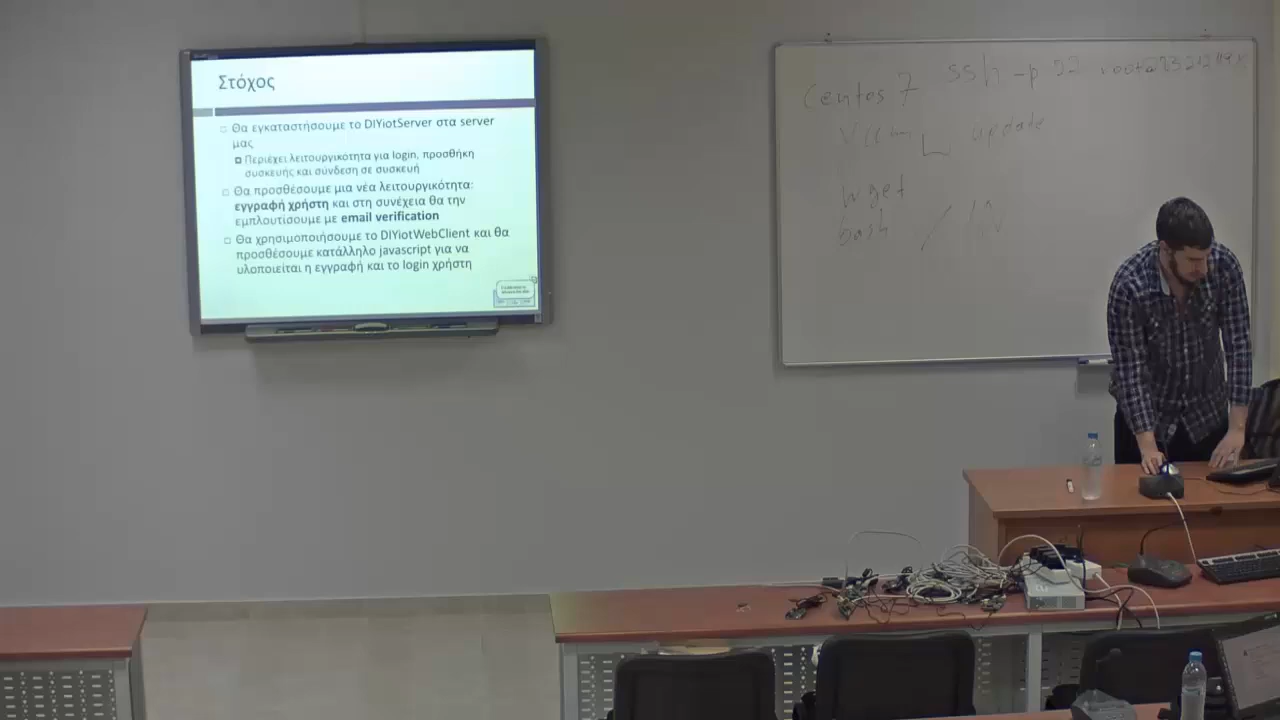 Στόχος
Θα εγκαταστήσουμε το DIYiotServer στα server
μας
Περιέχει λειτουργικότητα για login, προσθήκη
συσκευής και σύνδεση σε συσκευή
Θα προσθέσουμε μια νέα λειτουργικότητα:
εγγραφή χρήστη και στη συνέχεια θα την
εμπλουτίσουμε με email verification
Θα χρησιμοποιήσουμε το DIYiotWebClient και θα
προσθέσουμε κατάλληλο javascript για να
υλοποιείται η εγγραφή και το login χρήστη
Centos 7 ssh -p 22
update
wget
bash